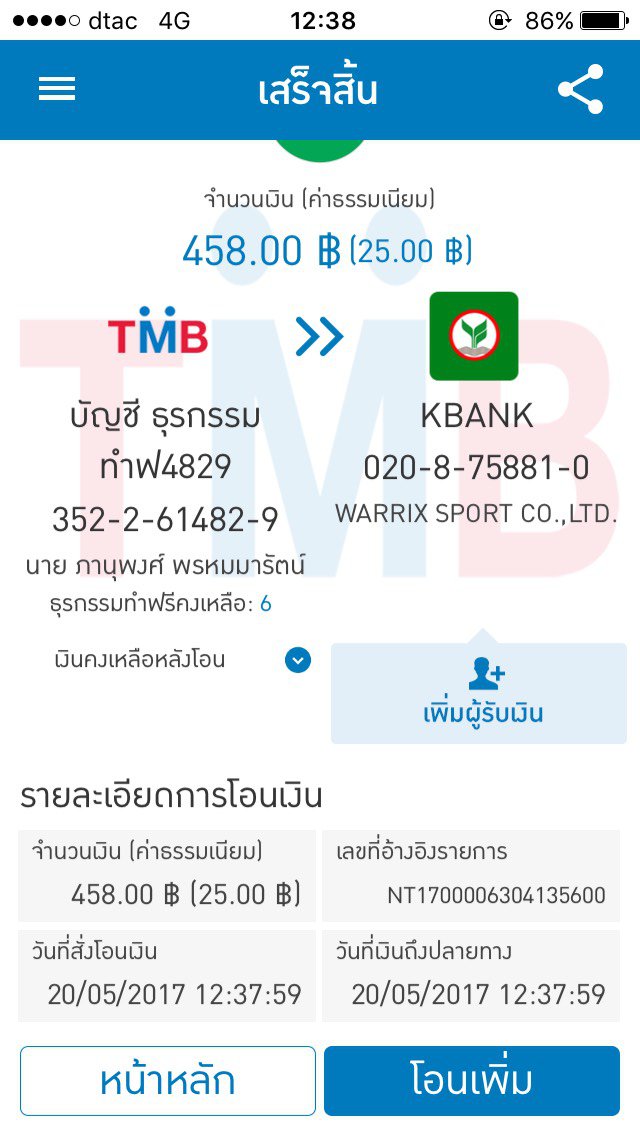 dtac 4G 12:38 86%
เสร็จสิ้น
จำนวนเงิน (ค่าธรรมเนียม)
458.00 ฿ (25.00 ฿)
TMB
บัญชี ธุรกรรม
ทำฟ4829
352-2-61482-9
นาย ภานุพงศ์ พรหมมารัตน์
ธุรกรรมทำฟรีคงเหลือ: 6
KBANK
020-8-75881-0
WARRIX SPORT CO.,LTD.
เงินคงเหลือหลังโอน
เพิ่มผู้รับเงิน
รายละเอียดการโอนเงิน
จำนวนเงิน (ค่าธรรมเนียม)
458.00 ฿ (25.00 ฿)
เลขที่อ้างอิงรายการ
NT1700006304135600
วันที่สั่งโอนเงิน
20/05/2017 12:37:59
วันที่เงินถึงปลายทาง
20/05/2017 12:37:59
หน้าหลัก
โอนเพิ่ม
TMB